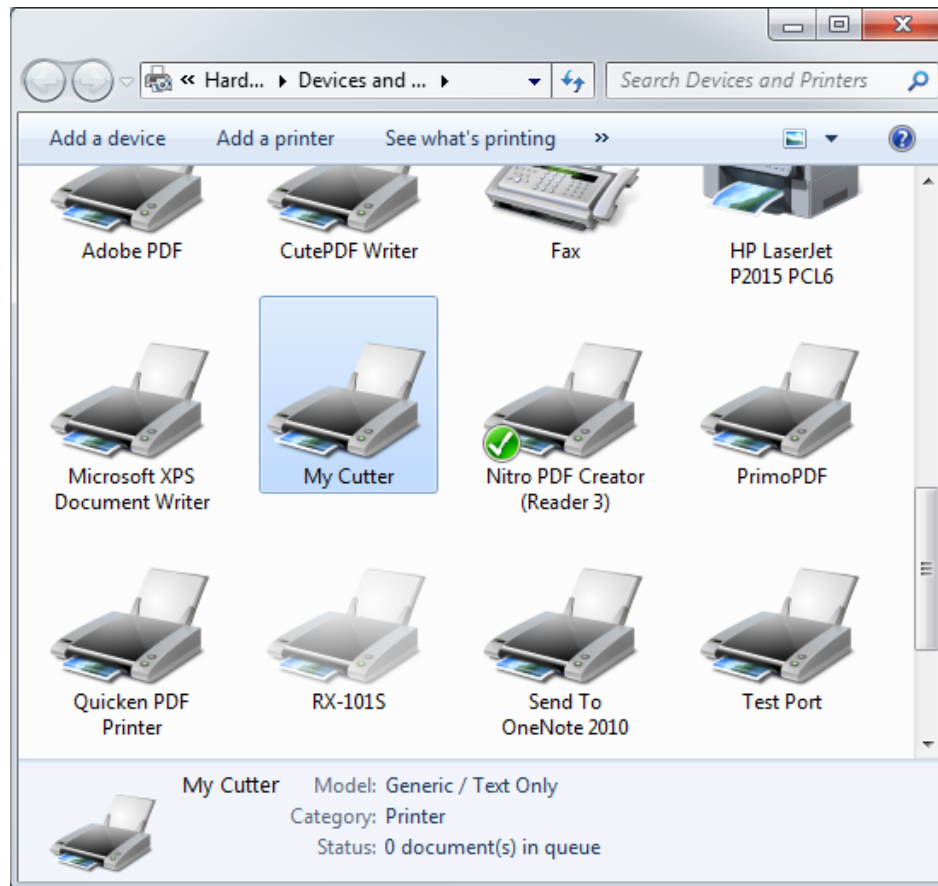 « Hard... ▸ Devices and ... ▸
Search Devices and Printers
Add a device Add a printer See what's printing »
Adobe PDF
CutePDF Writer
Fax
HP LaserJet
P2015 PCL6
Microsoft XPS
Document Writer
My Cutter
Nitro PDF Creator
(Reader 3)
PrimoPDF
Quicken PDF
Printer
RX-101S
Send To
OneNote 2010
Test Port
My Cutter Model: Generic / Text Only
Category: Printer
Status: 0 document(s) in queue